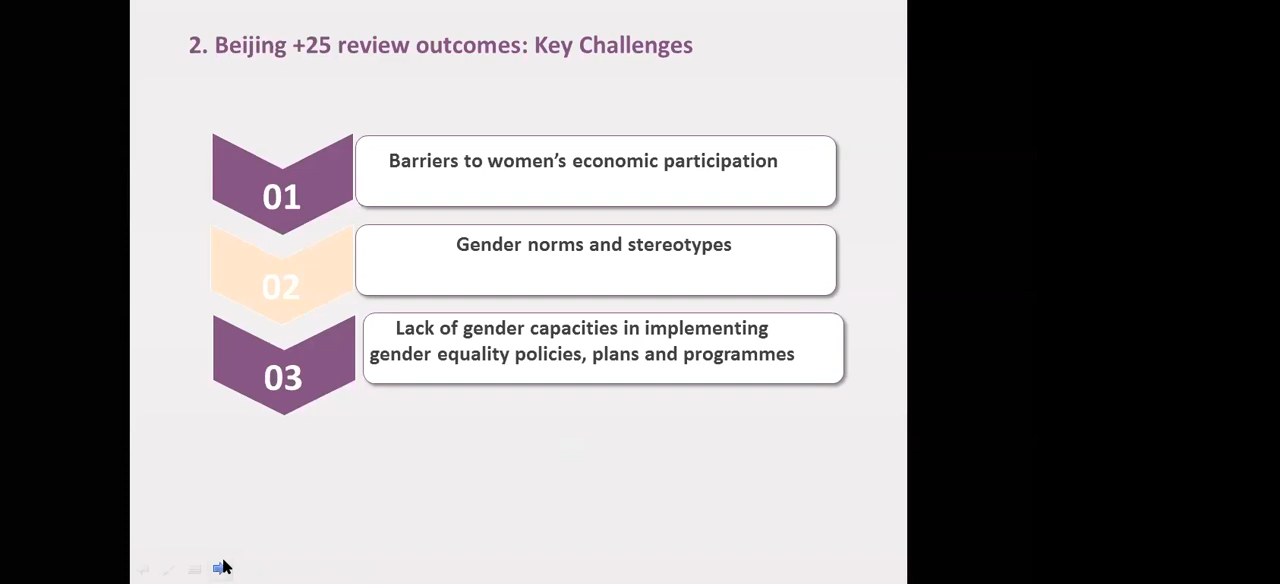 2. Beijing +25 review outcomes: Key Challenges
01
Barriers to women’s economic participation
02
Gender norms and stereotypes
03
Lack of gender capacities in implementing
gender equality policies, plans and programmes